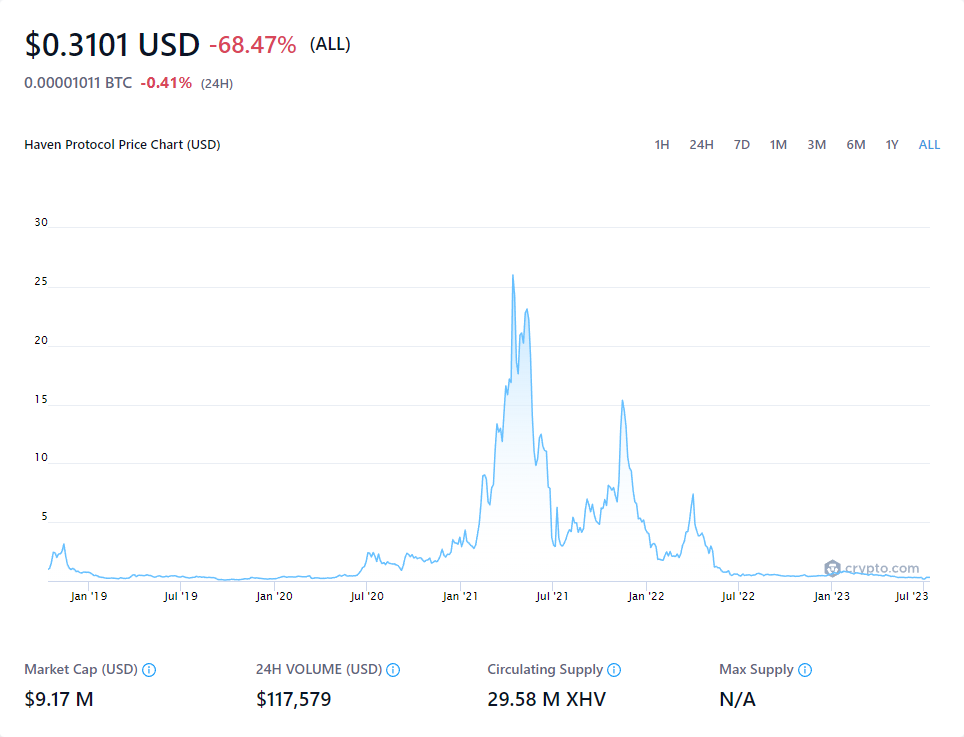 $0.3101 USD -68.47% (ALL)
0.00001011 BTC -0.41% (24H)
Haven Protocol Price Chart (USD) 1H 24H 7D 1M 3M 6M 1Y ALL
30
25
20
15
10
5
crypto.com
Jan '19 Jul '19 Jan '20 Jul '20 Jan '21 Jul '21 Jan '22 Jul '22 Jan '23 Jul '23
Market Cap (USD) 24H VOLUME (USD) Circulating Supply Max Supply
$9.17 M $117,579 29.58 M XHV N/A